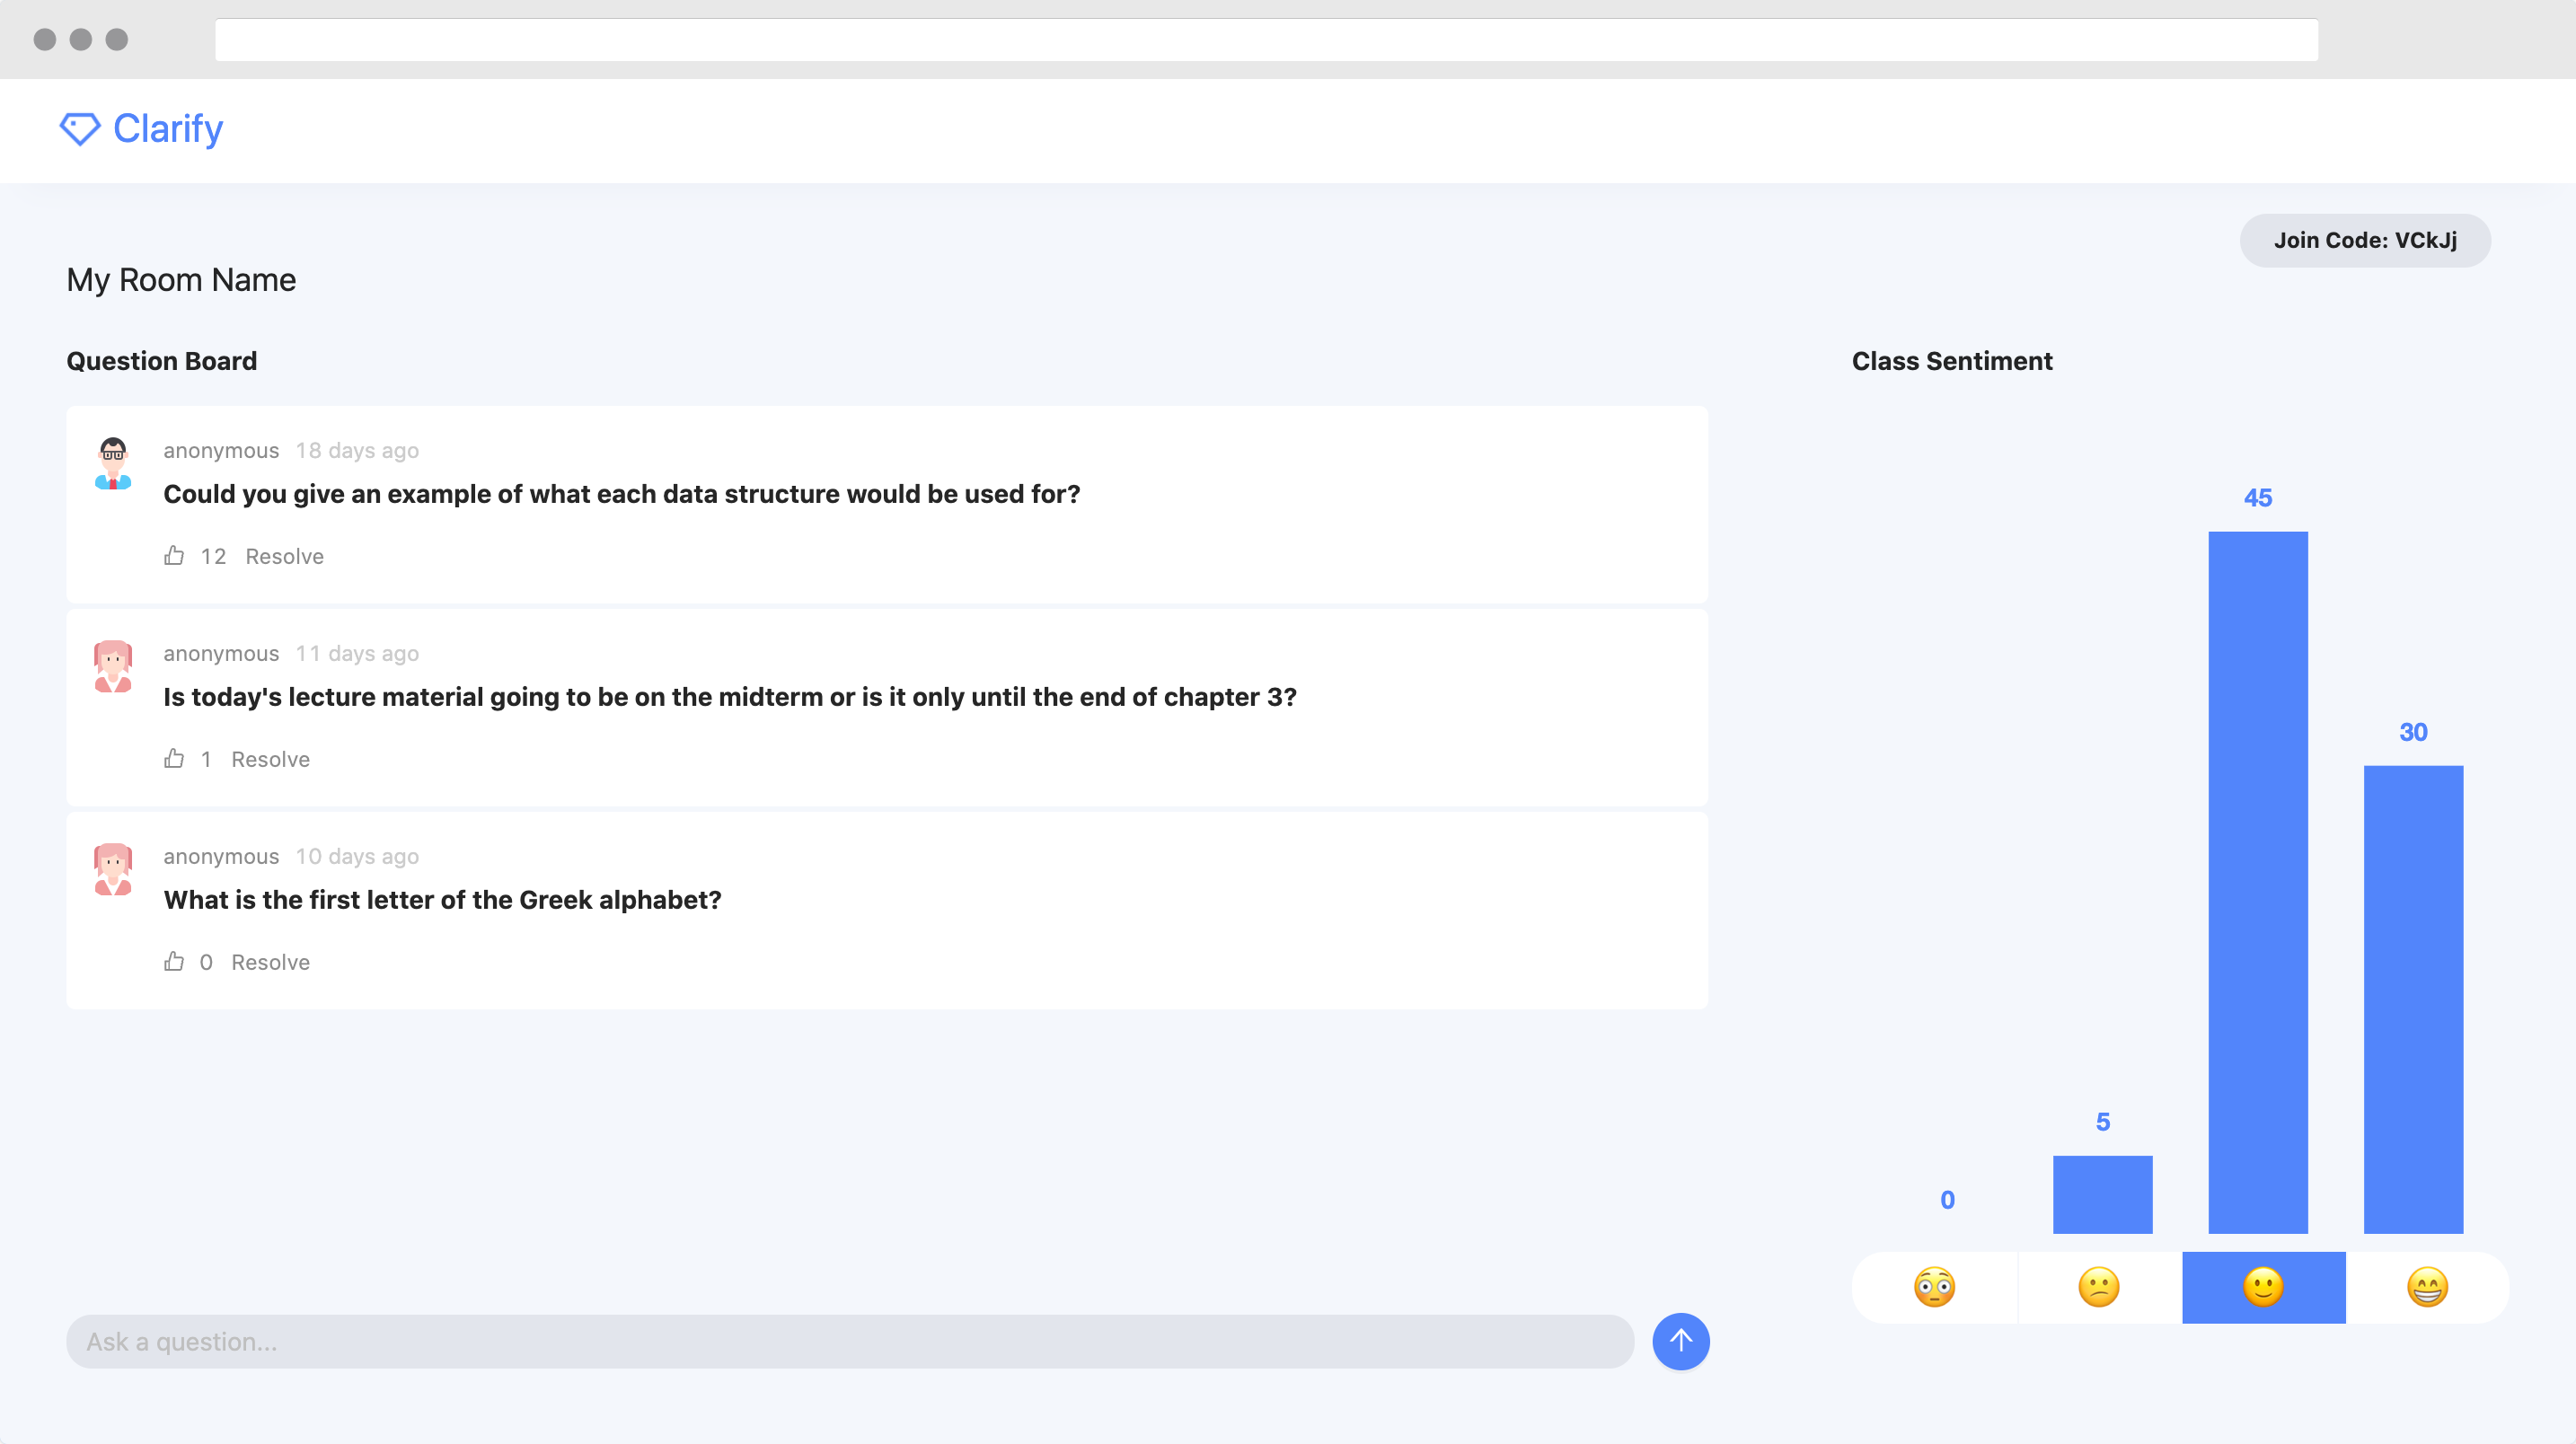 Clarify
Join Code: VCkJj
My Room Name
Question Board
anonymous 18 days ago
Could you give an example of what each data structure would be used for?
12 Resolve
anonymous 11 days ago
Is today's lecture material going to be on the midterm or is it only until the end of chapter 3?
1 Resolve
anonymous 10 days ago
What is the first letter of the Greek alphabet?
0 Resolve
Ask a question...
Class Sentiment
45
30
5
0